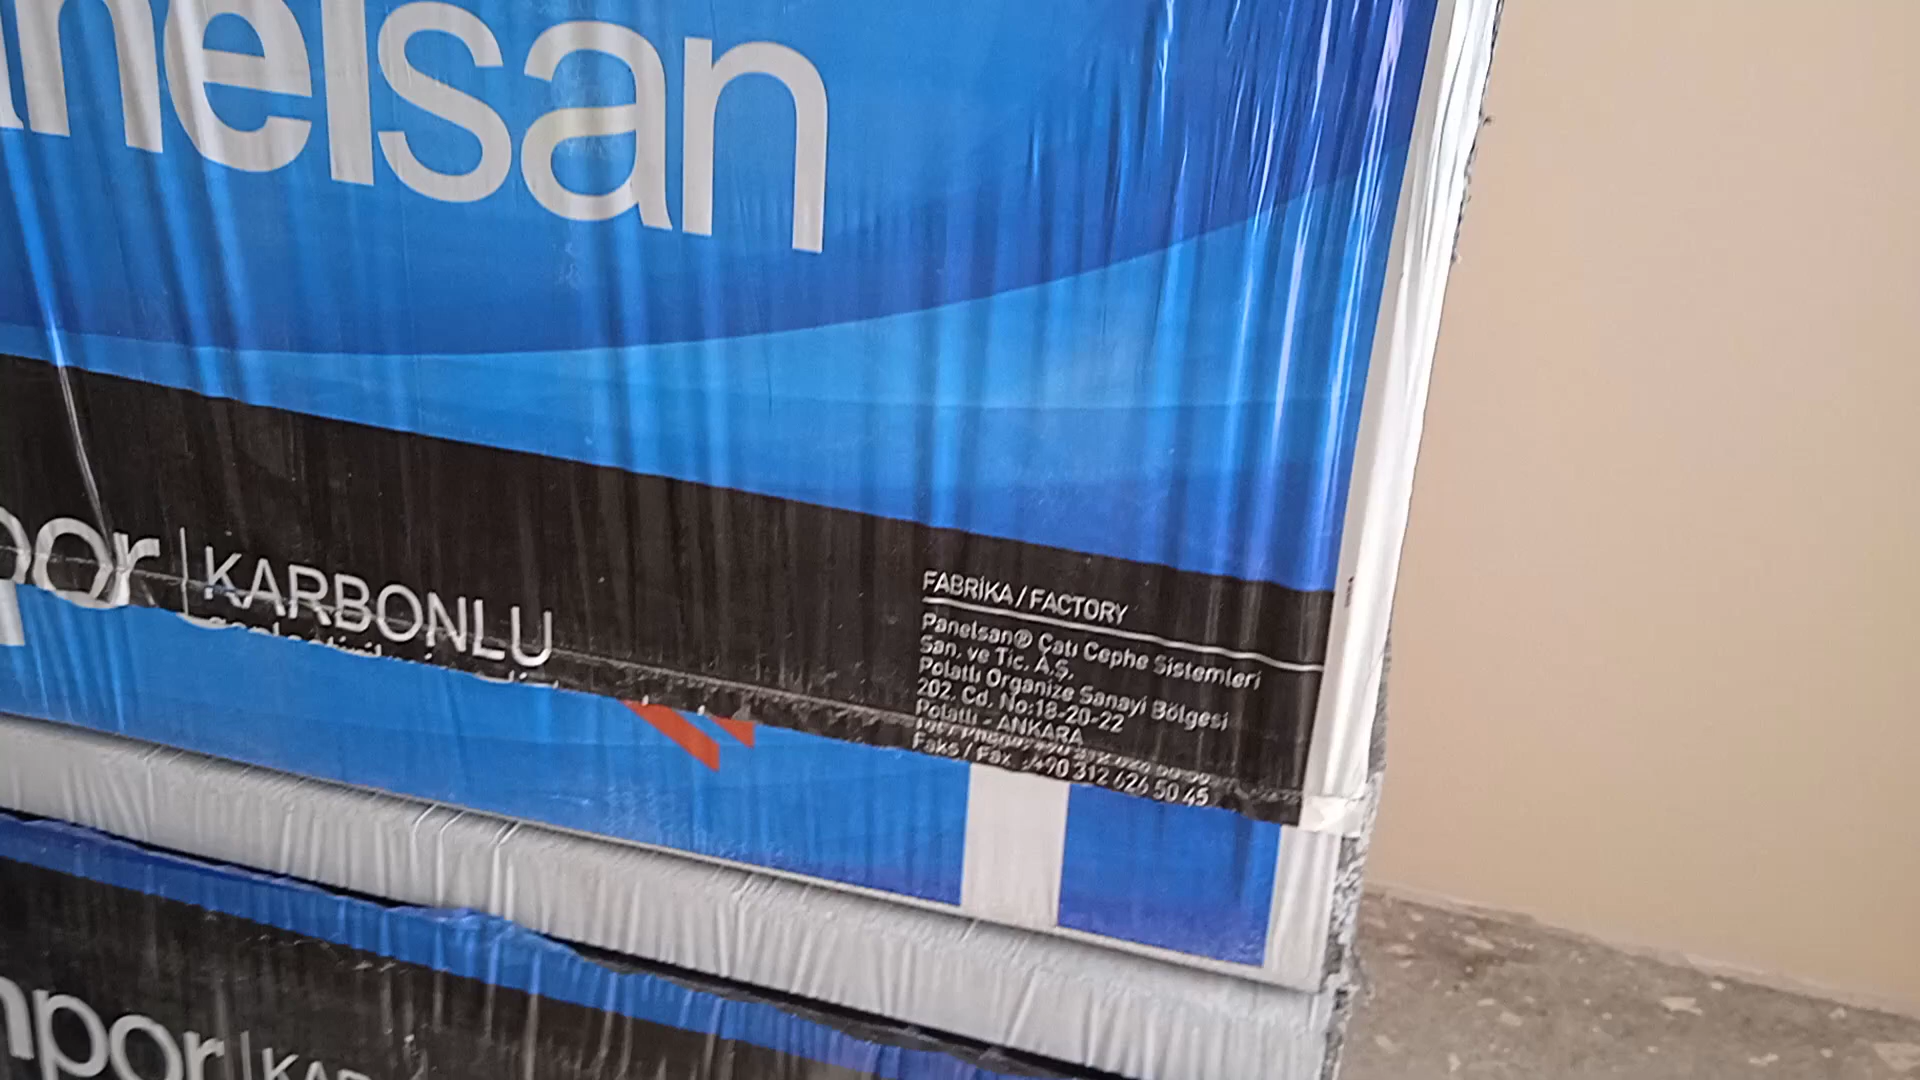 nelsan
por | KARBONLU
FABRİKA / FACTORY
Panelsan® Çatı Cephe Sistemleri
San. ve Tic. A.Ş.
Polatlı Organize Sanayi Bölgesi
202. Cd. No:18-20-22
Polatlı - ANKARA
Faks / Fax : +90 312 626 50 45
npor | KAR